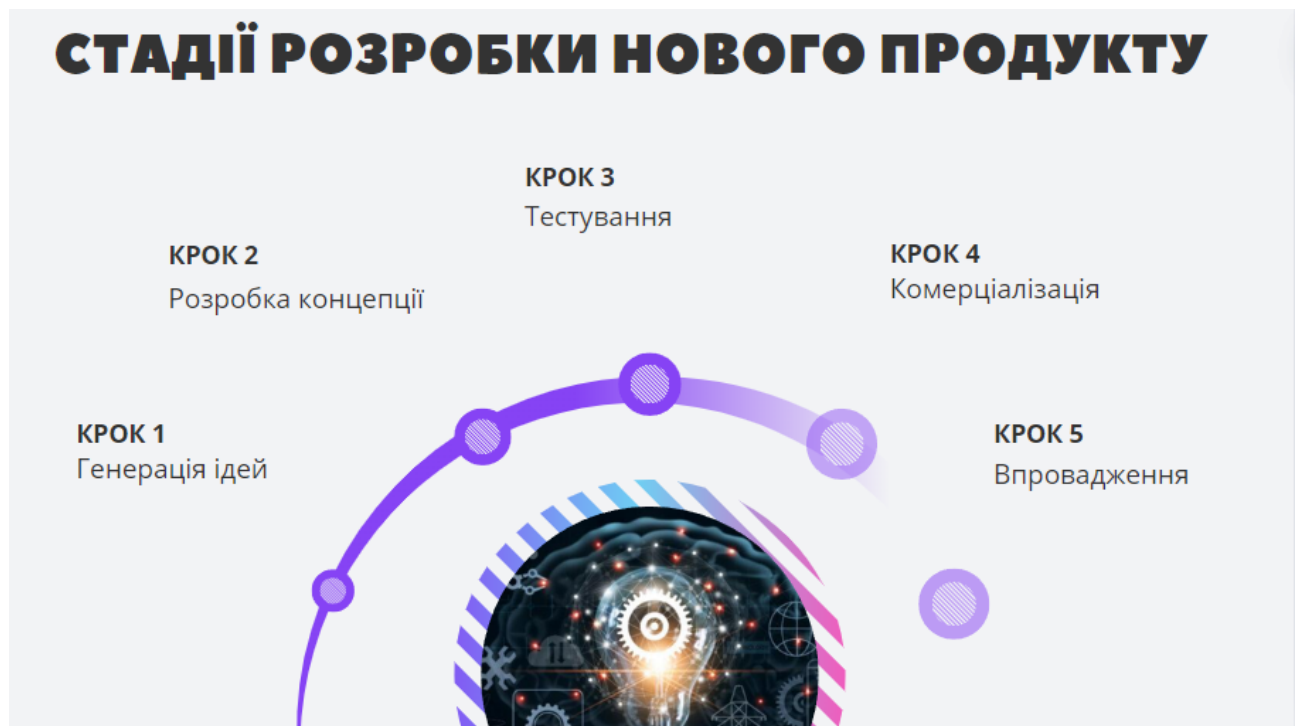 СТАДІЇ РОЗРОБКИ НОВОГО ПРОДУКТУ
КРОК 1
Генерація ідей
КРОК 2
Розробка концепції
КРОК 3
Тестування
КРОК 4
Комерціалізація
КРОК 5
Впровадження